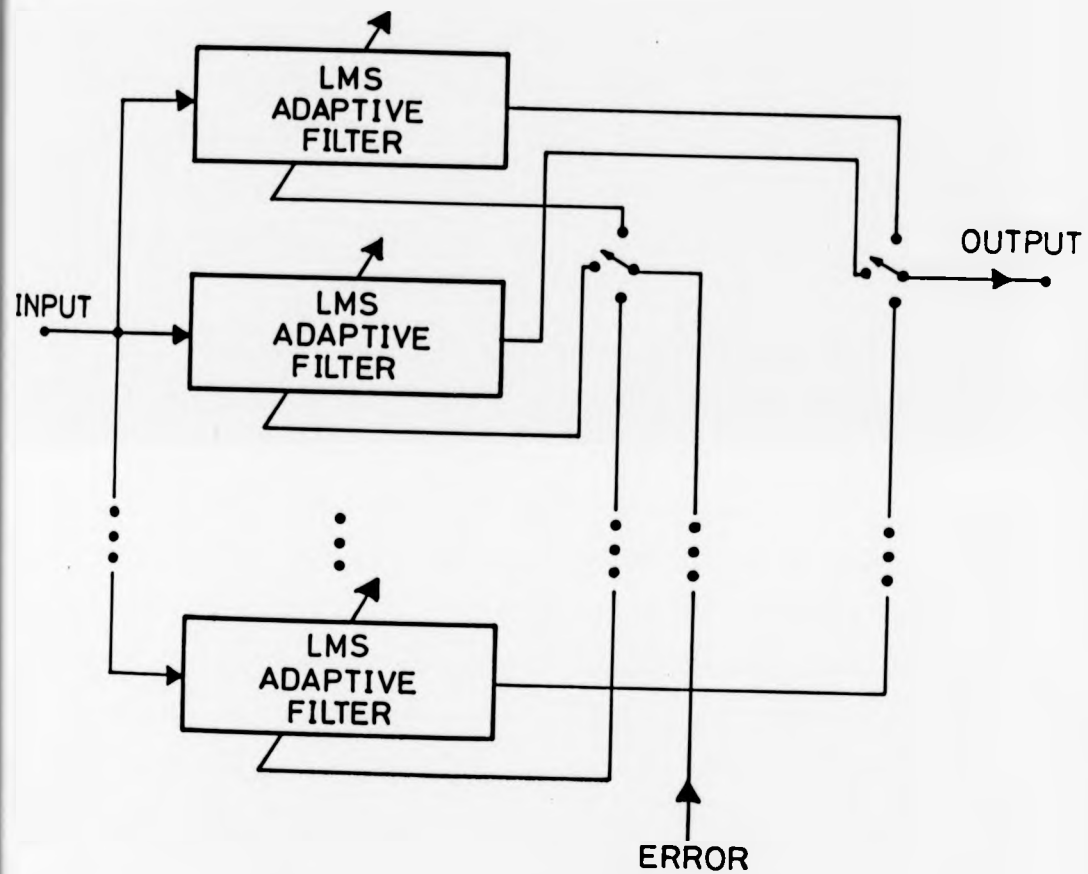 LMS
ADAPTIVE
FILTER
OUTPUT
INPUT
LMS
ADAPTIVE
FILTER
LMS
ADAPTIVE
FILTER
ERROR